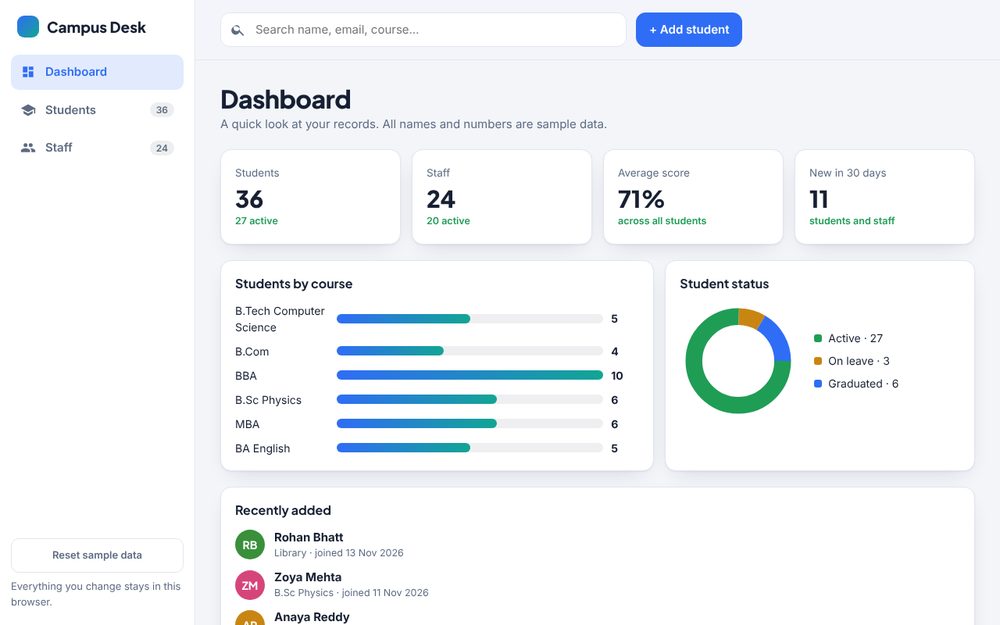 Campus Desk
Search name, email, course...
+ Add student
Dashboard
Students 36
Staff 24
Dashboard
A quick look at your records. All names and numbers are sample data.
Students
36
27 active
Staff
24
20 active
Average score
71%
across all students
New in 30 days
11
students and staff
Students by course
B.Tech Computer
Science
5
B.Com 4
BBA 10
B.Sc Physics 6
MBA 6
BA English 5
Student status
Active · 27
On leave · 3
Graduated · 6
Recently added
RB
Rohan Bhatt
Library · joined 13 Nov 2026
ZM
Zoya Mehta
B.Sc Physics · joined 11 Nov 2026
Anaya Reddy
Reset sample data
Everything you change stays in this
browser.